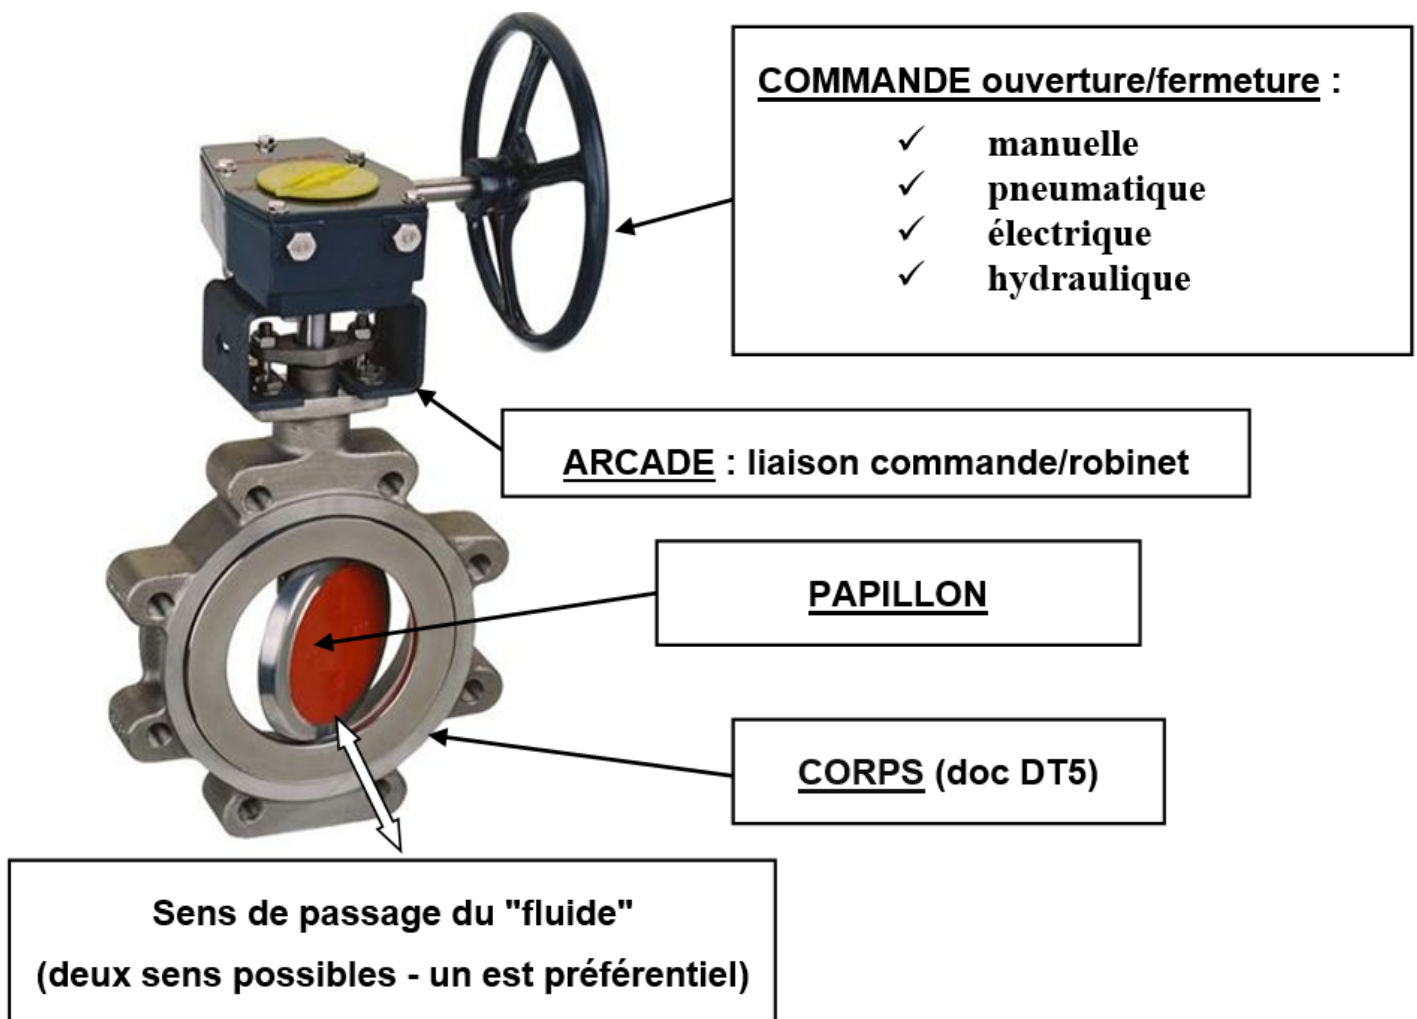 COMMANDE ouverture/fermeture :
✓ manuelle
✓ pneumatique
✓ électrique
✓ hydraulique
ARCADE : liaison commande/robinet
PAPILLON
CORPS (doc DT5)
Sens de passage du "fluide"
(deux sens possibles - un est préférentiel)